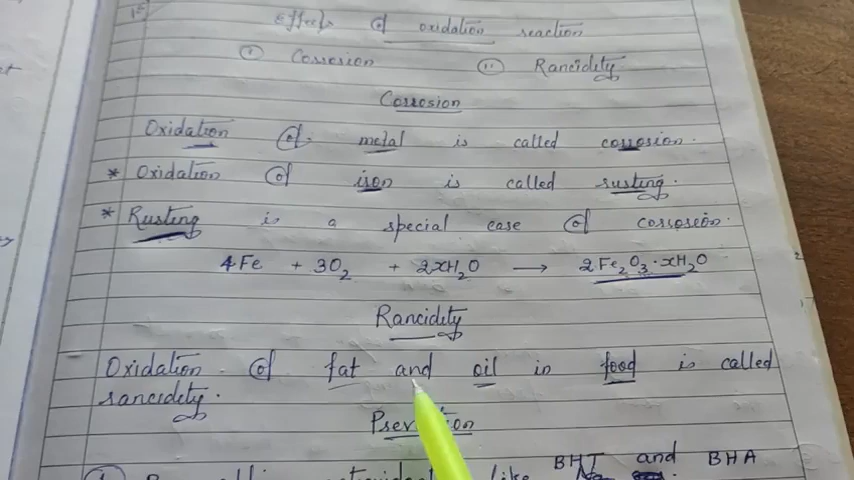 Effects of oxidation reaction
(i) Corrosion (ii) Rancidity
Corrosion
Oxidation of metal is called corrosion.
* Oxidation of iron is called rusting.
* Rusting is a special case of corrosion.
4Fe + 3O₂ + 2xH₂O → 2Fe₂O₃·xH₂O
Rancidity
Oxidation of fat and oil in food is called
rancidity.
like BHT and BHA